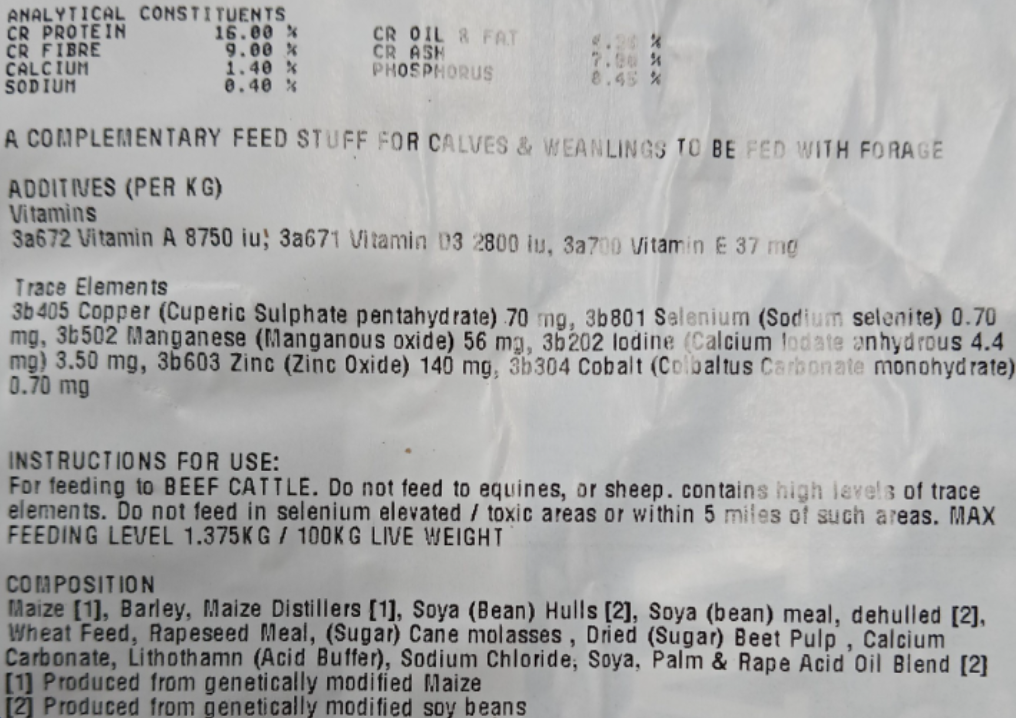 ANALYTICAL CONSTITUENTS
CR PROTEIN 16.00 % CR OIL & FAT %
CR FIBRE 9.00 % CR ASH %
CALCIUM 1.40 % PHOSPHORUS 0.45 %
SODIUM 0.40 %
A COMPLEMENTARY FEED STUFF FOR CALVES & WEANLINGS TO BE FED WITH FORAGE
ADDITIVES (PER KG)
Vitamins
3a672 Vitamin A 8750 iu; 3a671 Vitamin D3 2800 iu, 3a700 Vitamin E 37 mg
Trace Elements
3b405 Copper (Cuperic Sulphate pentahydrate) 70 mg, 3b801 Selenium (Sodium selenite) 0.70
mg, 3b502 Manganese (Manganous oxide) 56 mg, 3b202 Iodine (Calcium Iodate anhydrous 4.4
mg) 3.50 mg, 3b603 Zinc (Zinc Oxide) 140 mg, 3b304 Cobalt (Colbaltus Carbonate monohydrate)
0.70 mg
INSTRUCTIONS FOR USE:
For feeding to BEEF CATTLE. Do not feed to equines, or sheep. contains high levels of trace
elements. Do not feed in selenium elevated / toxic areas or within 5 miles of such areas. MAX
FEEDING LEVEL 1.375KG / 100KG LIVE WEIGHT
COMPOSITION
Maize [1], Barley, Maize Distillers [1], Soya (Bean) Hulls [2], Soya (bean) meal, dehulled [2],
Wheat Feed, Rapeseed Meal, (Sugar) Cane molasses , Dried (Sugar) Beet Pulp , Calcium
Carbonate, Lithothamn (Acid Buffer), Sodium Chloride, Soya, Palm & Rape Acid Oil Blend [2]
[1] Produced from genetically modified Maize
[2] Produced from genetically modified soy beans